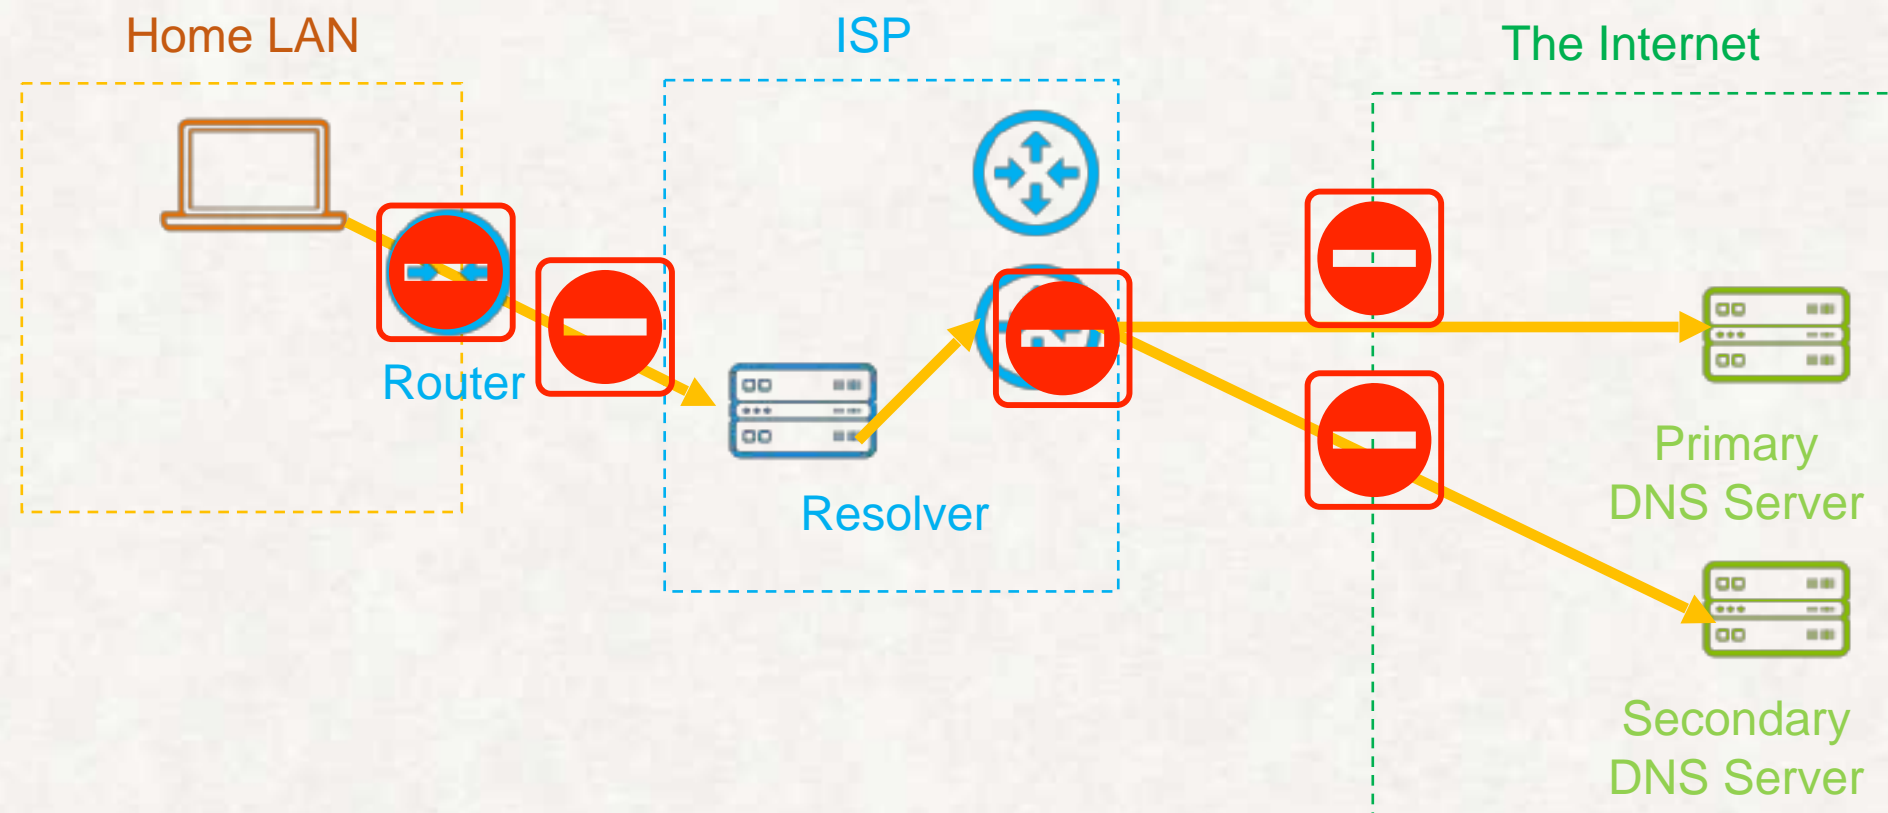 Home LAN
ISP
The Internet
Router
Resolver
Primary
DNS Server
Secondary
DNS Server